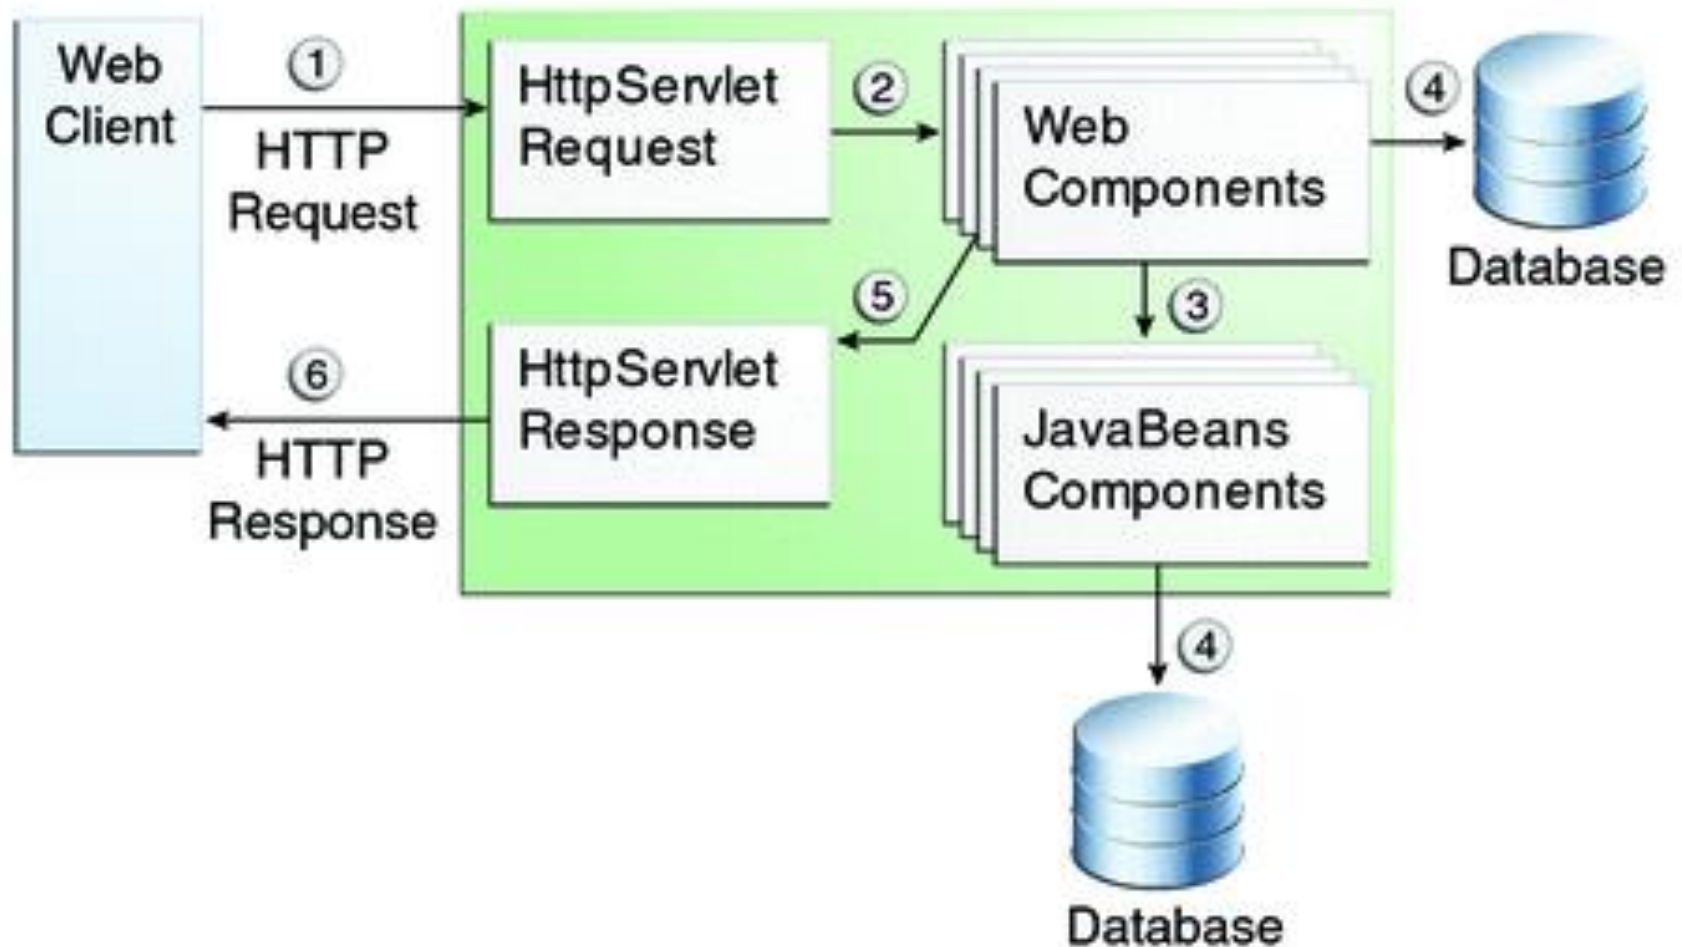 Web
Client
1
HTTP
Request
HttpServlet
Request
2
Web
Components
4
Database
3
5
HttpServlet
Response
6
HTTP
Response
JavaBeans
Components
4
Database